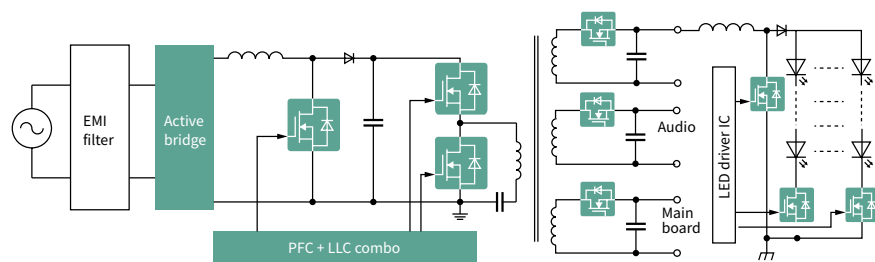 EMI
filter
Active
bridge
PFC + LLC combo
Audio
Main
board
LED driver IC